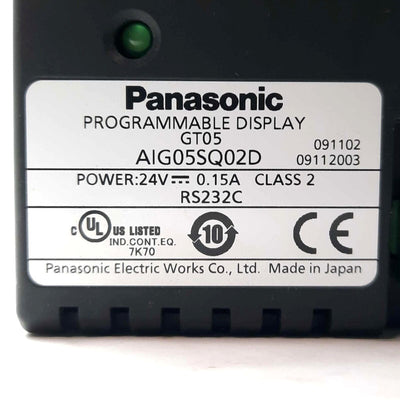 Panasonic
PROGRAMMABLE DISPLAY
GT05
091102
AIG05SQ02D 09112003
POWER:24V⎓ 0.15A CLASS 2
RS232C
C UL US LISTED
IND.CONT.EQ.
7K70
10
Panasonic Electric Works Co., Ltd. Made in Japan